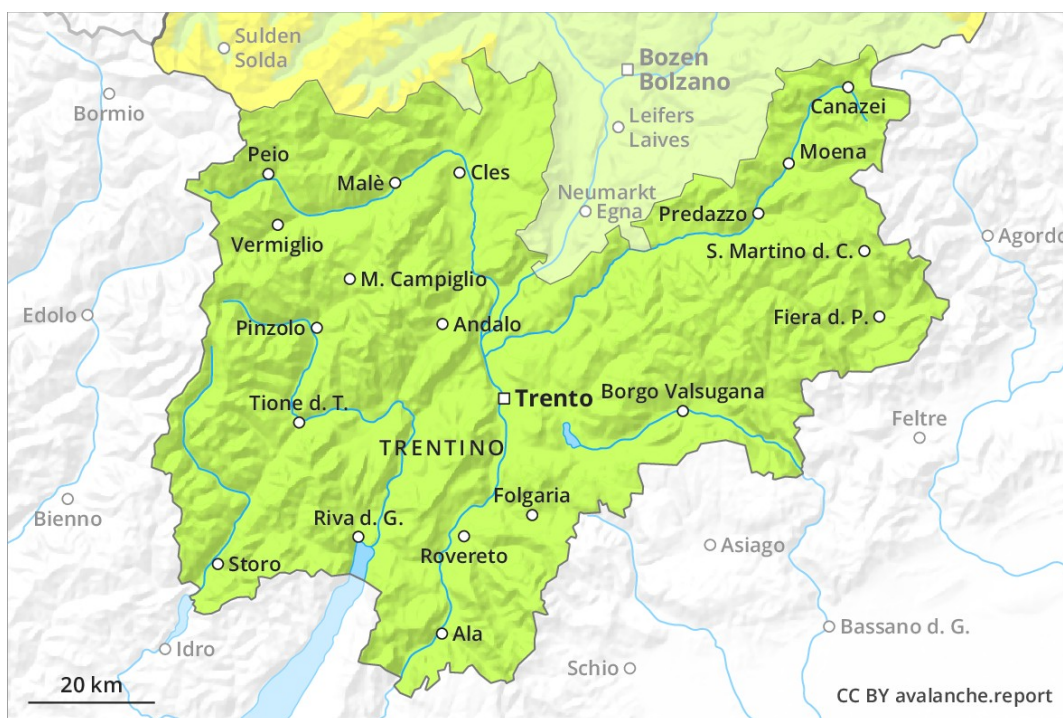 Sulden
Solda
Bozen
Bolzano
Bormio
Canazei
Leifers
Laives
Peio
Moena
Malè
Cles
Neumarkt
Egna
Predazzo
Vermiglio
S. Martino d. C.
Agordo
M. Campiglio
Edolo
Pinzolo
Andalo
Fiera d. P.
Trento
Borgo Valsugana
Tione d. T.
Feltre
TRENTINO
Bienno
Folgaria
Riva d. G.
Asiago
Rovereto
Storo
Bassano d. G.
Ala
Idro
Schio
20 km
CC BY avalanche.report